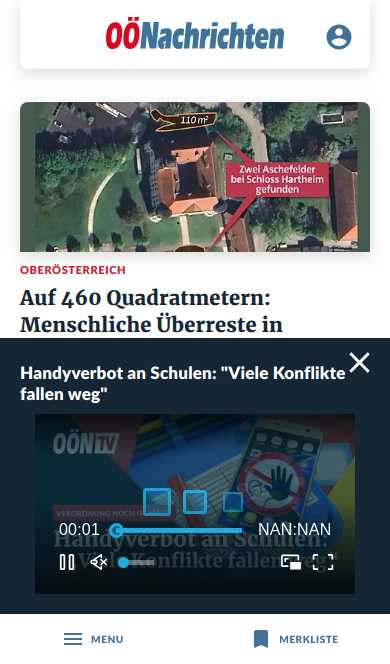 OÖNachrichten
110 m²
Zwei Aschefelder
bei Schloss Hartheim
gefunden
OBERÖSTERREICH
Auf 460 Quadratmetern:
Menschliche Überreste in
Handyverbot an Schulen: "Viele Konflikte
fallen weg"
OÖN TV
VERORDNUNG NOCH
00:01
NAN:NAN
Handyverbot an Schulen:
"Viele Konflikte fallen weg"
MENU
MERKLISTE